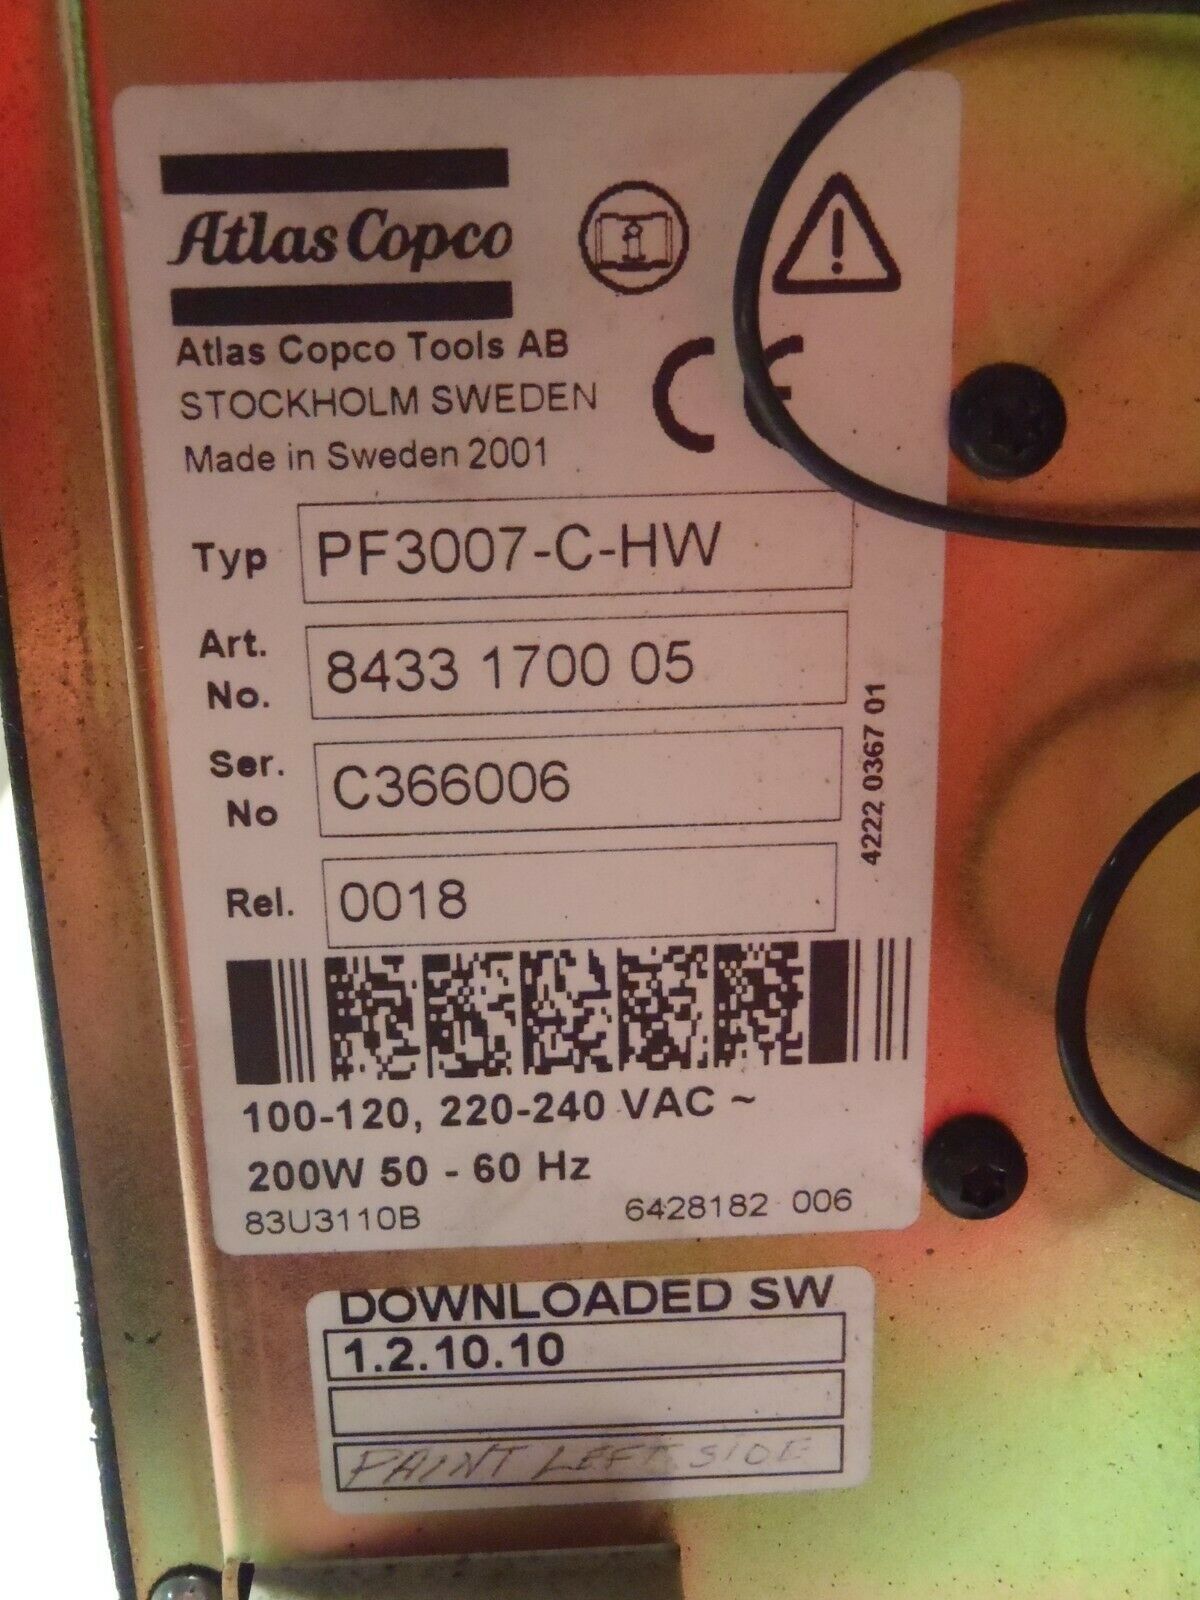 Atlas Copco
Atlas Copco Tools AB
STOCKHOLM SWEDEN
Made in Sweden 2001
CE
Typ PF3007-C-HW
Art. No. 8433 1700 05
Ser. No C366006
Rel. 0018
4222 0367 01
100-120, 220-240 VAC ~
200W 50 - 60 Hz
83U3110B 6428182 006
DOWNLOADED SW
1.2.10.10
PAINT LEFT SIDE